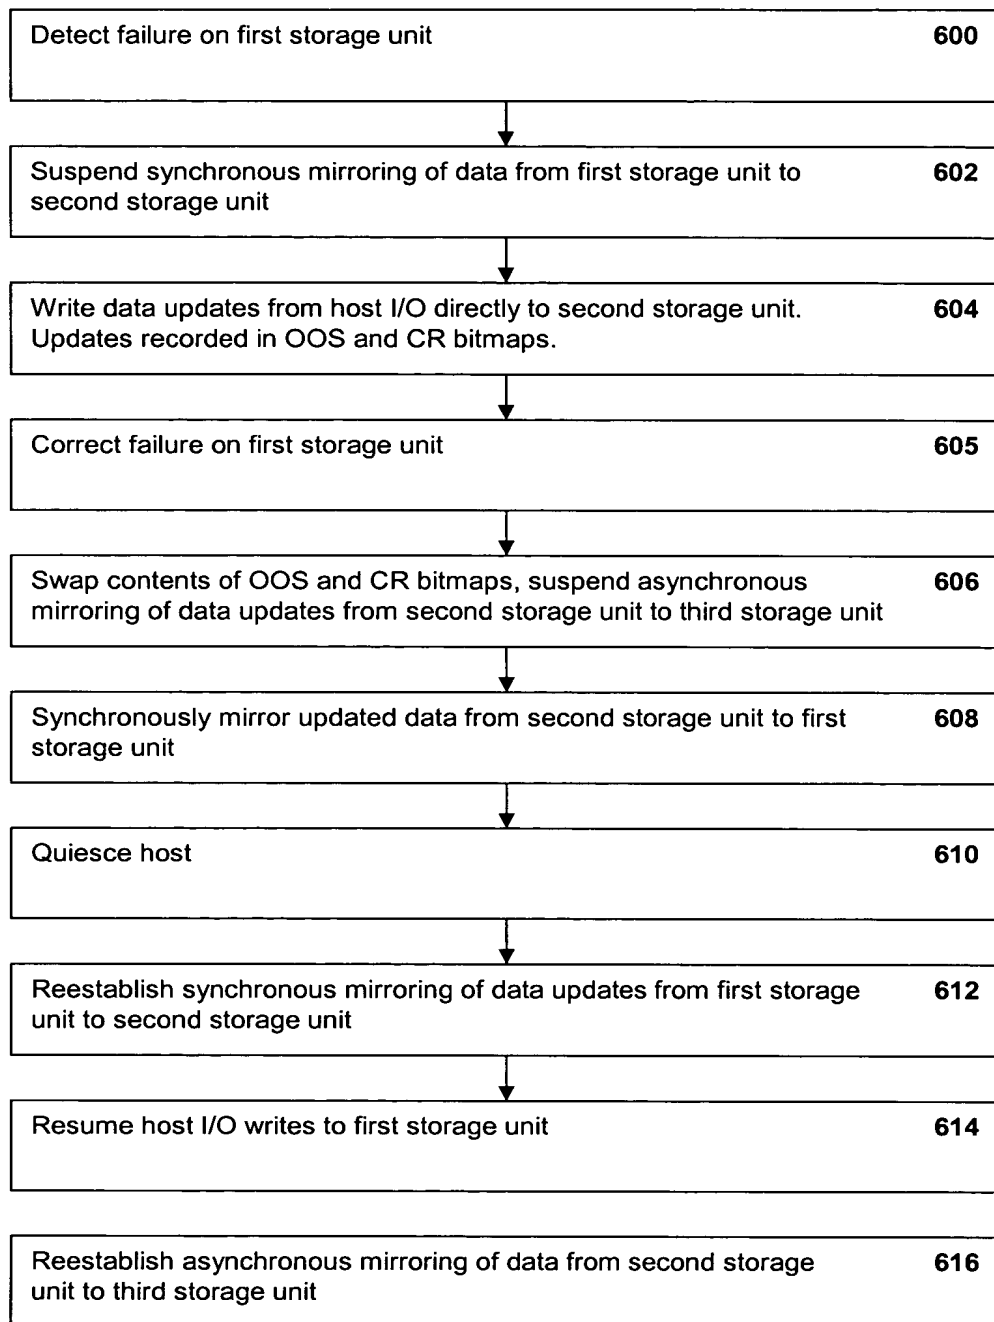 Detect failure on first storage unit 600
Suspend synchronous mirroring of data from first storage unit to 602
second storage unit
Write data updates from host I/O directly to second storage unit. 604
Updates recorded in OOS and CR bitmaps.
Correct failure on first storage unit 605
Swap contents of OOS and CR bitmaps, suspend asynchronous 606
mirroring of data updates from second storage unit to third storage unit
Synchronously mirror updated data from second storage unit to first 608
storage unit
Quiesce host 610
Reestablish synchronous mirroring of data updates from first storage 612
unit to second storage unit
Resume host I/O writes to first storage unit 614
Reestablish asynchronous mirroring of data from second storage 616
unit to third storage unit